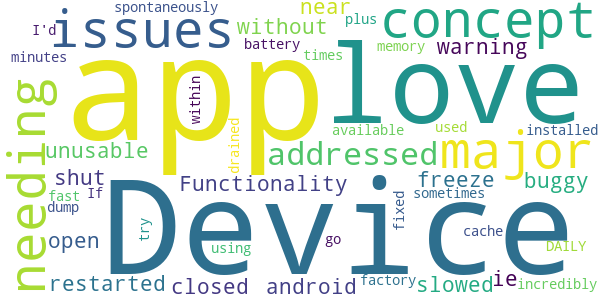 spontaneously
near
I'd
issues
without
plus
concept
minutes
battery
times
memory
warning
app
love
within
needing
drained
available
used
installed
unusable
addressed
major
shut
If
Functionality
freeze
buggy
fast
dump
Device
sometimes
fixed
open
try
using
go
cache
DAILY
restarted
closed
android
factory
slowed
ie
incredibly